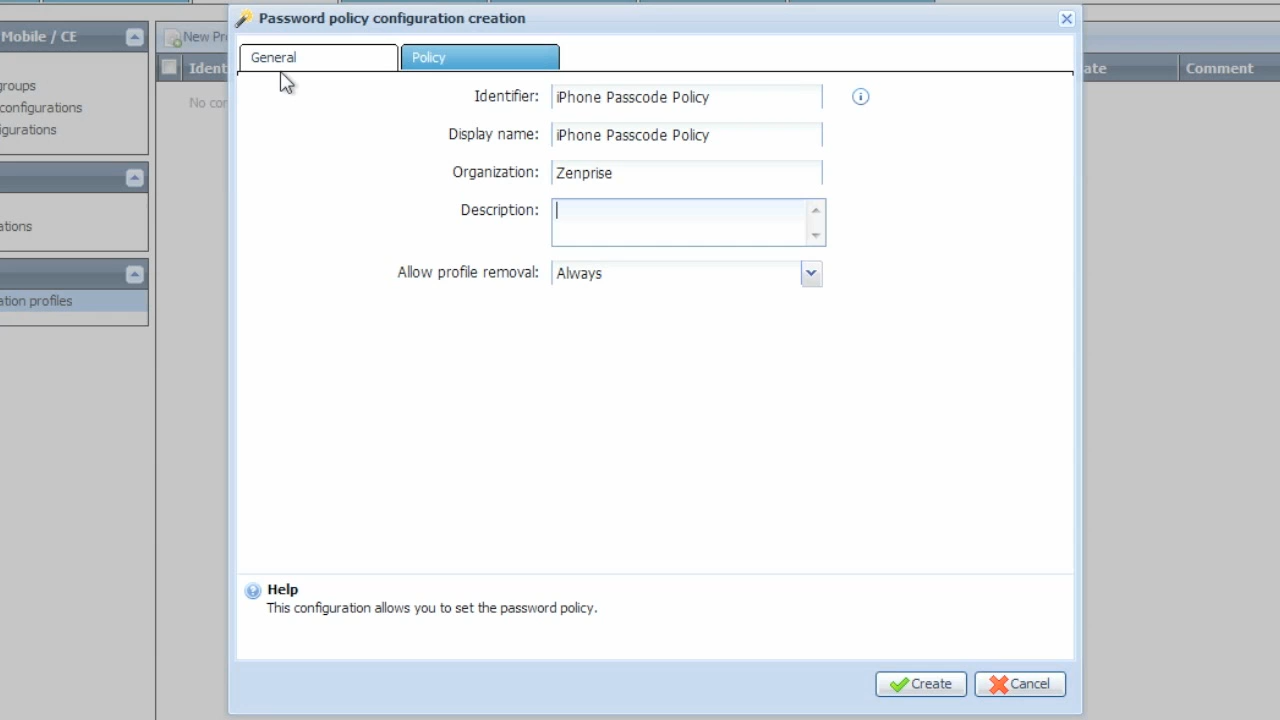 Password policy configuration creation
Mobile / CE
New Pr
General
Policy
Ident
ate
Comment
groups
configurations
igurations
No cor
Identifier: iPhone Passcode Policy
Display name: iPhone Passcode Policy
Organization: Zenprise
Description:
ations
Allow profile removal: Always
ation profiles
Help
This configuration allows you to set the password policy.
Create
Cancel